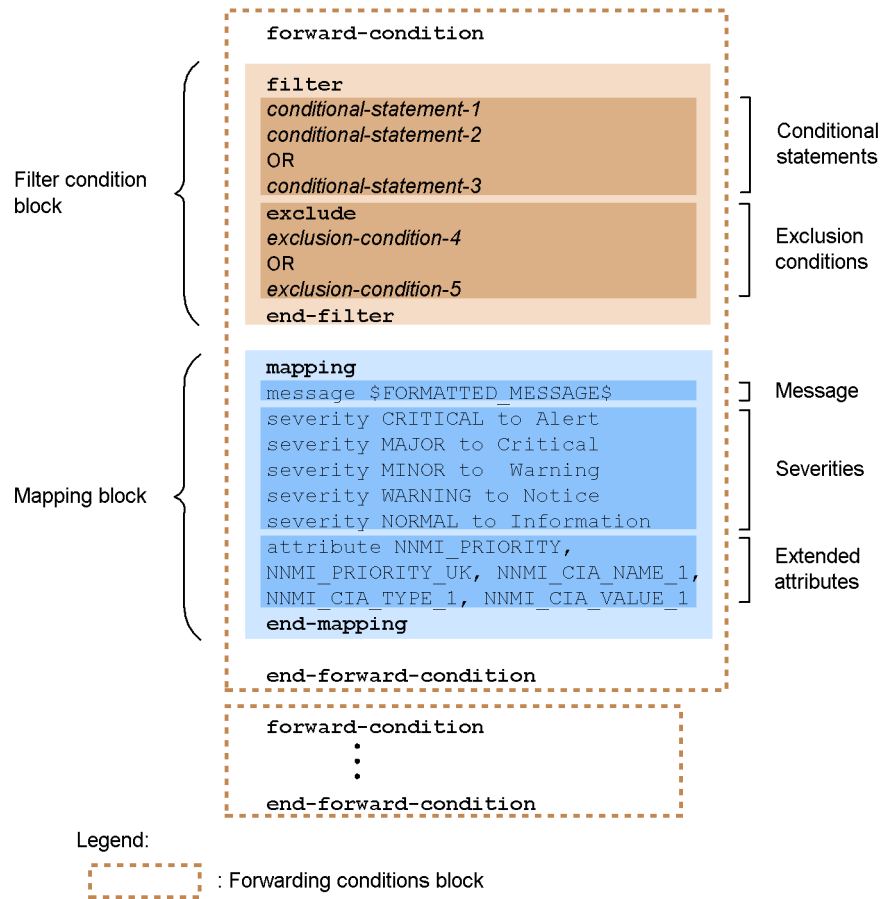 forward-condition
Filter condition
block
filter
conditional-statement-1
conditional-statement-2
OR
conditional-statement-3
Conditional
statements
exclude
exclusion-condition-4
OR
exclusion-condition-5
Exclusion
conditions
end-filter
Mapping block
mapping
message $FORMATTED_MESSAGE$
Message
severity CRITICAL to Alert
severity MAJOR to Critical
severity MINOR to  Warning
severity WARNING to Notice
severity NORMAL to Information
Severities
attribute NNMI_PRIORITY,
NNMI_PRIORITY_UK, NNMI_CIA_NAME_1,
NNMI_CIA_TYPE_1, NNMI_CIA_VALUE_1
Extended
attributes
end-mapping
end-forward-condition
forward-condition
end-forward-condition
Legend:
: Forwarding conditions block